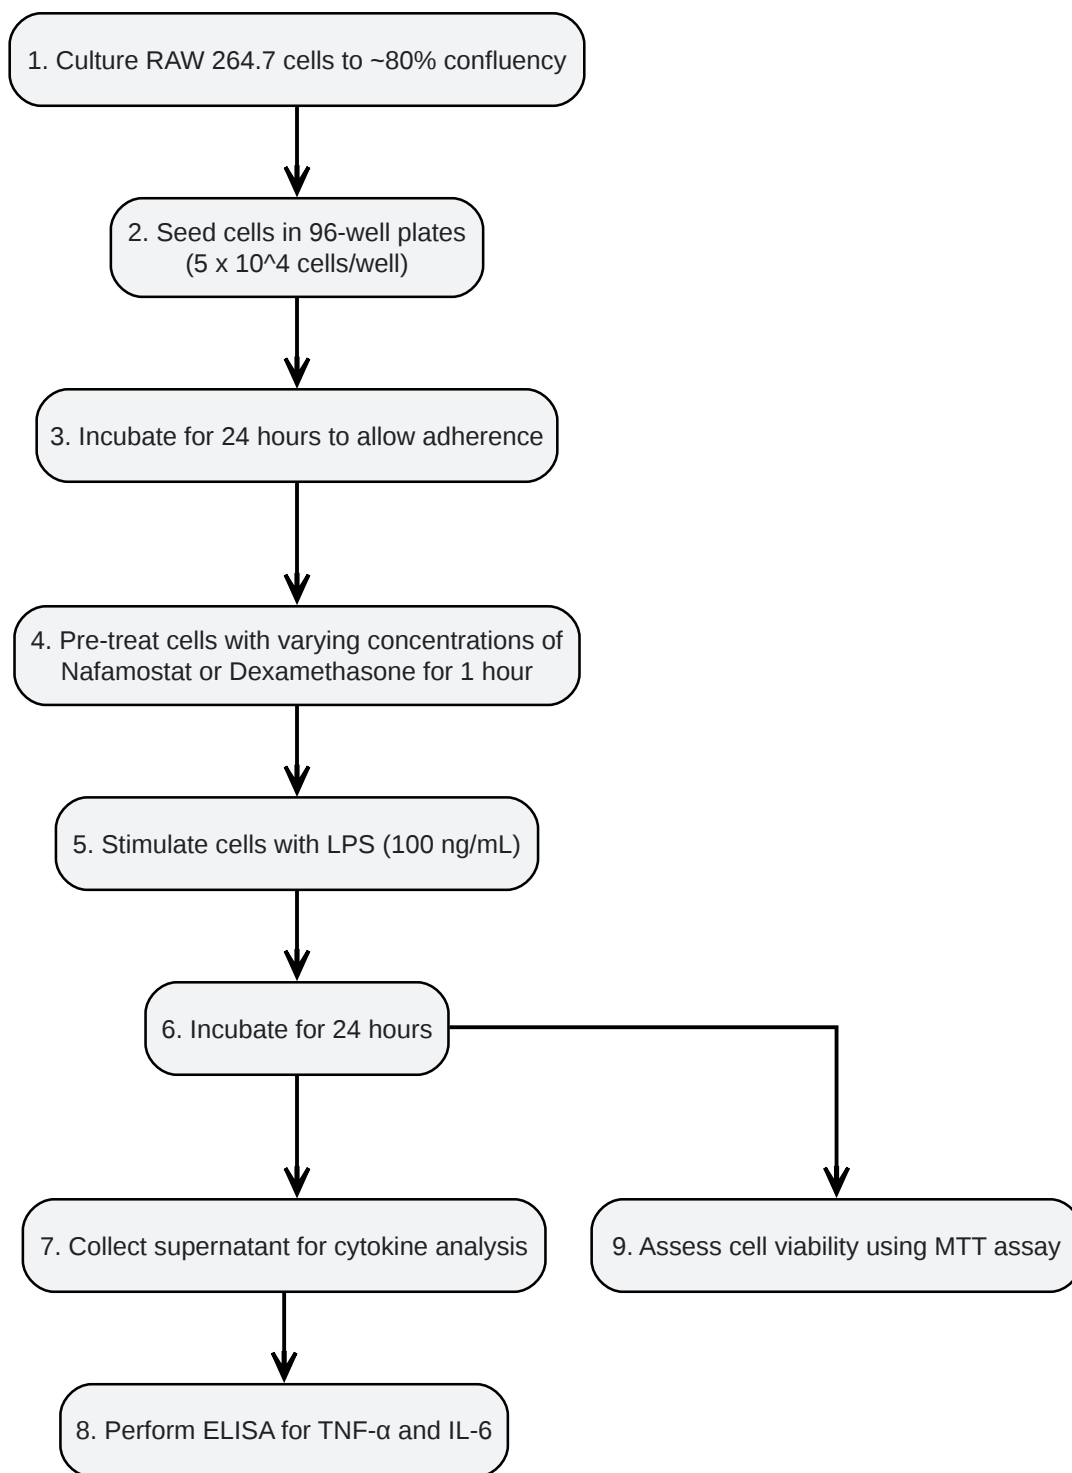 1. Culture RAW 264.7 cells to ~80% confluency
2. Seed cells in 96-well plates
(5 x 10^4 cells/well)
3. Incubate for 24 hours to allow adherence
4. Pre-treat cells with varying concentrations of
Nafamostat or Dexamethasone for 1 hour
5. Stimulate cells with LPS (100 ng/mL)
6. Incubate for 24 hours
7. Collect supernatant for cytokine analysis
9. Assess cell viability using MTT assay
8. Perform ELISA for TNF-α and IL-6